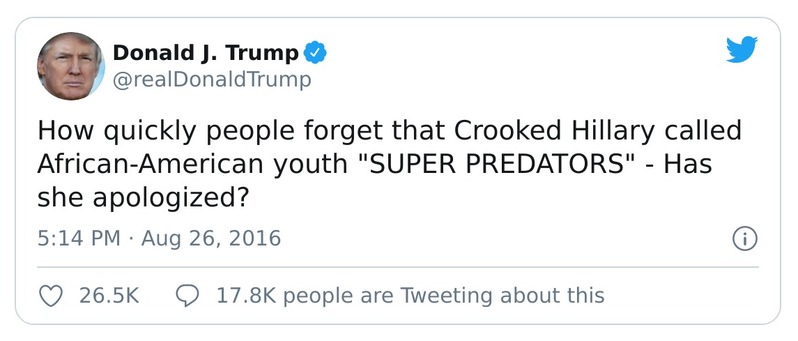 Donald J. Trump
@realDonaldTrump
How quickly people forget that Crooked Hillary called
African-American youth "SUPER PREDATORS" - Has
she apologized?
5:14 PM · Aug 26, 2016
26.5K 17.8K people are Tweeting about this